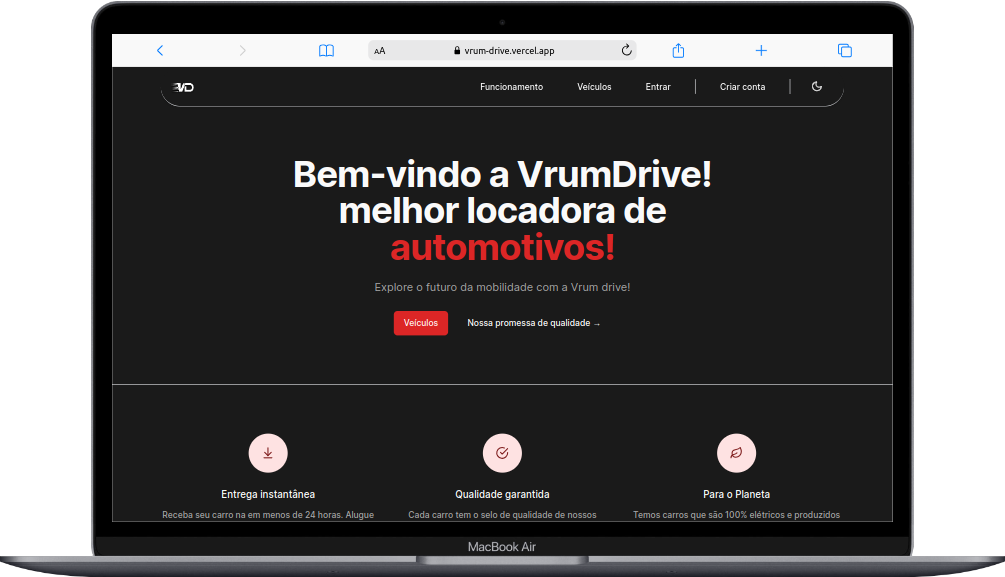 AA vrum-drive.vercel.app
VD Funcionamento Veículos Entrar Criar conta
Bem-vindo a VrumDrive!
melhor locadora de
automotivos!
Explore o futuro da mobilidade com a Vrum drive!
Veículos Nossa promessa de qualidade →
Entrega instantânea Qualidade garantida Para o Planeta
Receba seu carro na em menos de 24 horas. Alugue Cada carro tem o selo de qualidade de nossos Temos carros que são 100% elétricos e produzidos
MacBook Air